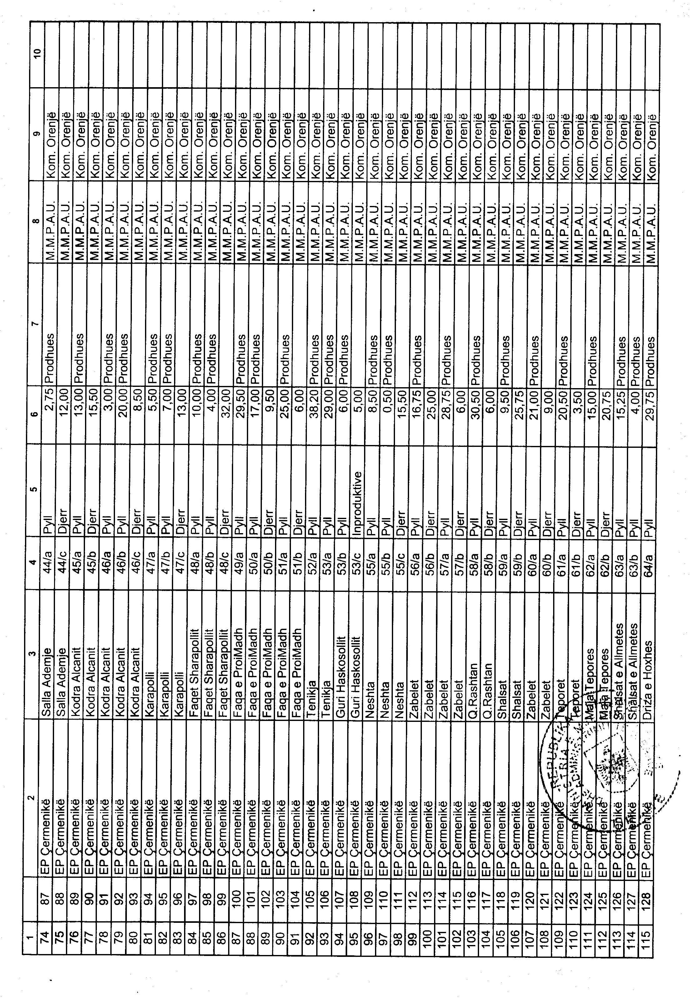 1 2 3 4 5 6 7 8 9 10
74 87 EP Çermenikë Salla Ademje 44/a Pyll 2,75 Prodhues M.M.P.A.U. Kom. Orenjë
75 88 EP Çermenikë Salla Ademje 44/c Djerr 12,00 M.M.P.A.U. Kom. Orenjë
76 89 EP Çermenikë Kodra Alcanit 45/a Pyll 13,00 Prodhues M.M.P.A.U. Kom. Orenjë
77 90 EP Çermenikë Kodra Alcanit 45/b Djerr 15,50 M.M.P.A.U. Kom. Orenjë
78 91 EP Çermenikë Kodra Alcanit 46/a Pyll 3,00 Prodhues M.M.P.A.U. Kom. Orenjë
79 92 EP Çermenikë Kodra Alcanit 46/b Pyll 20,00 Prodhues M.M.P.A.U. Kom. Orenjë
80 93 EP Çermenikë Kodra Alcanit 46/c Djerr 8,50 M.M.P.A.U. Kom. Orenjë
81 94 EP Çermenikë Karapolli 47/a Pyll 5,50 Prodhues M.M.P.A.U. Kom. Orenjë
82 95 EP Çermenikë Karapolli 47/b Pyll 7,00 Prodhues M.M.P.A.U. Kom. Orenjë
83 96 EP Çermenikë Karapolli 47/c Djerr 13,00 M.M.P.A.U. Kom. Orenjë
84 97 EP Çermenikë Faqet Sharapollit 48/a Pyll 10,00 Prodhues M.M.P.A.U. Kom. Orenjë
85 98 EP Çermenikë Faqet Sharapollit 48/b Pyll 4,00 Prodhues M.M.P.A.U. Kom. Orenjë
86 99 EP Çermenikë Faqet Sharapollit 48/c Djerr 32,00 M.M.P.A.U. Kom. Orenjë
87 100 EP Çermenikë Faqa e ProiMadh 49/a Pyll 29,50 Prodhues M.M.P.A.U. Kom. Orenjë
88 101 EP Çermenikë Faqa e ProiMadh 50/a Pyll 17,00 Prodhues M.M.P.A.U. Kom. Orenjë
89 102 EP Çermenikë Faqa e ProiMadh 50/b Djerr 9,50 M.M.P.A.U. Kom. Orenjë
90 103 EP Çermenikë Faqa e ProiMadh 51/a Pyll 25,00 Prodhues M.M.P.A.U. Kom. Orenjë
91 104 EP Çermenikë Faqa e ProiMadh 51/b Djerr 6,00 M.M.P.A.U. Kom. Orenjë
92 105 EP Çermenikë Tenikja 52/a Pyll 38,20 Prodhues M.M.P.A.U. Kom. Orenjë
93 106 EP Çermenikë Tenikja 53/a Pyll 29,00 Prodhues M.M.P.A.U. Kom. Orenjë
94 107 EP Çermenikë Guri Haskosollit 53/b Pyll 6,00 Prodhues M.M.P.A.U. Kom. Orenjë
95 108 EP Çermenikë Guri Haskosollit 53/c Inproduktive 5,00 M.M.P.A.U. Kom. Orenjë
96 109 EP Çermenikë Neshta 55/a Pyll 8,50 Prodhues M.M.P.A.U. Kom. Orenjë
97 110 EP Çermenikë Neshta 55/b Pyll 0,50 Prodhues M.M.P.A.U. Kom. Orenjë
98 111 EP Çermenikë Neshta 55/c Djerr 15,50 M.M.P.A.U. Kom. Orenjë
99 112 EP Çermenikë Zabelet 56/a Pyll 16,75 Prodhues M.M.P.A.U. Kom. Orenjë
100 113 EP Çermenikë Zabelet 56/b Djerr 25,00 M.M.P.A.U. Kom. Orenjë
101 114 EP Çermenikë Zabelet 57/a Pyll 28,75 Prodhues M.M.P.A.U. Kom. Orenjë
102 115 EP Çermenikë Zabelet 57/b Djerr 6,00 M.M.P.A.U. Kom. Orenjë
103 116 EP Çermenikë Q.Rashtan 58/a Pyll 30,50 Prodhues M.M.P.A.U. Kom. Orenjë
104 117 EP Çermenikë Q.Rashtan 58/b Djerr 6,00 M.M.P.A.U. Kom. Orenjë
105 118 EP Çermenikë Shalsat 59/a Pyll 9,50 Prodhues M.M.P.A.U. Kom. Orenjë
106 119 EP Çermenikë Shalsat 59/b Djerr 25,75 M.M.P.A.U. Kom. Orenjë
107 120 EP Çermenikë Zabelet 60/a Pyll 21,00 Prodhues M.M.P.A.U. Kom. Orenjë
108 121 EP Çermenikë Zabelet 60/b Djerr 9,00 M.M.P.A.U. Kom. Orenjë
109 122 EP Çermenikë Teporet 61/a Pyll 20,50 Prodhues M.M.P.A.U. Kom. Orenjë
110 123 EP Çermenikë Teporet 61/b Djerr 3,50 M.M.P.A.U. Kom. Orenjë
111 124 EP Çermenikë MajaTepores 62/a Pyll 15,00 Prodhues M.M.P.A.U. Kom. Orenjë
112 125 EP Çermenikë MajaTepores 62/b Djerr 20,75 M.M.P.A.U. Kom. Orenjë
113 126 EP Çermenikë Shalsat e Allmetes 63/a Pyll 15,25 Prodhues M.M.P.A.U. Kom. Orenjë
114 127 EP Çermenikë Shalsat e Allmetes 63/b Pyll 4,00 Prodhues M.M.P.A.U. Kom. Orenjë
115 128 EP Çermenikë Driza e Hoxhes 64/a Pyll 29,75 Prodhues M.M.P.A.U Kom. Orenjë
REPUBLIKA